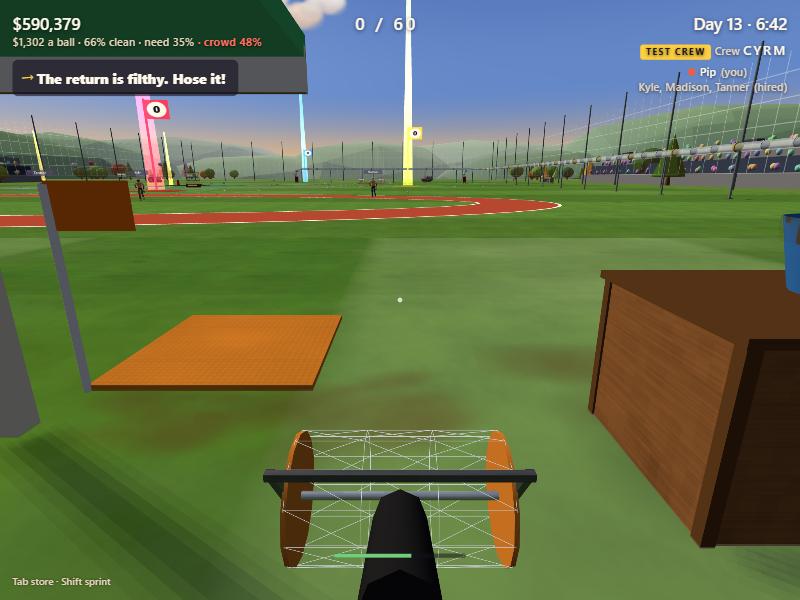 $590,379
$1,302 a ball · 66% clean · need 35% · crowd 48%
→ The return is filthy. Hose it!
0 / 60
Day 13 · 6:42
TEST CREW Crew CYRM
Pip (you)
Kyle, Madison, Tanner (hired)
0
0
Tab store · Shift sprint